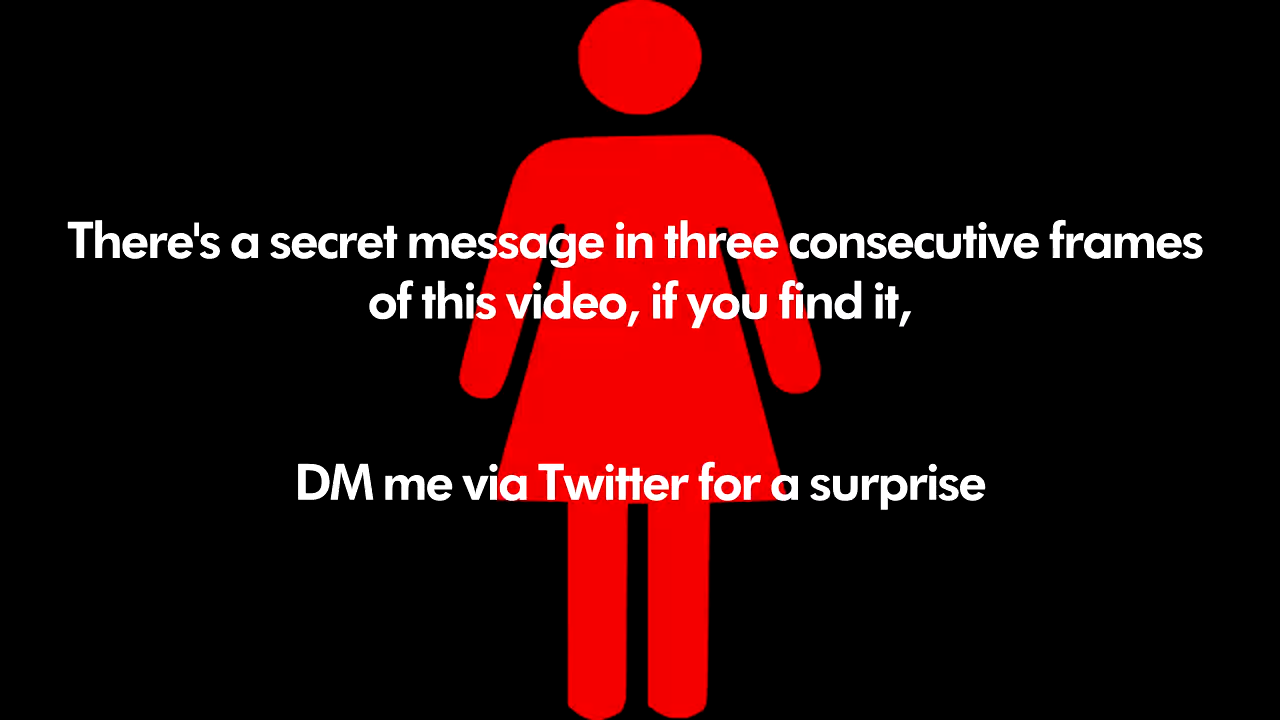 There's a secret message in three consecutive frames
of this video, if you find it,
DM me via Twitter for a surprise